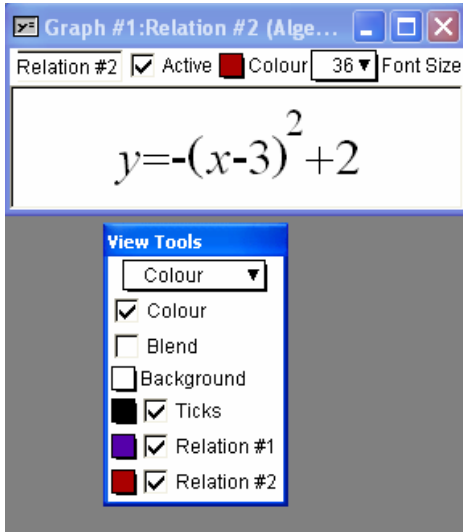 Graph #1:Relation #2 (Alge...
Relation #2 Active Colour 36 Font Size
y=-(x-3)²+2
View Tools
Colour
Colour
Blend
Background
Ticks
Relation #1
Relation #2